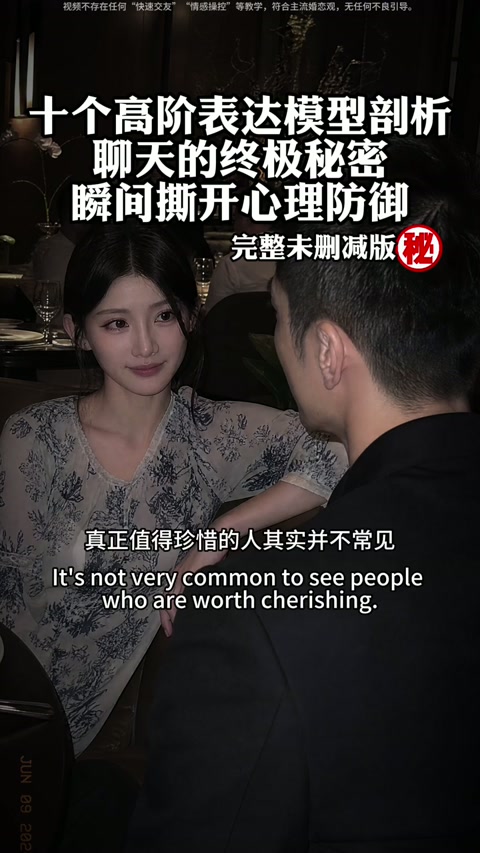 视频不存在任何“快速交友”“情感操控”等教学，符合主流婚恋观，无任何不良引导。
十个高阶表达模型剖析
聊天的终极秘密
瞬间撕开心理防御
完整未删减版 秘
真正值得珍惜的人其实并不常见
It's not very common to see people
who are worth cherishing.
JUN 09 202